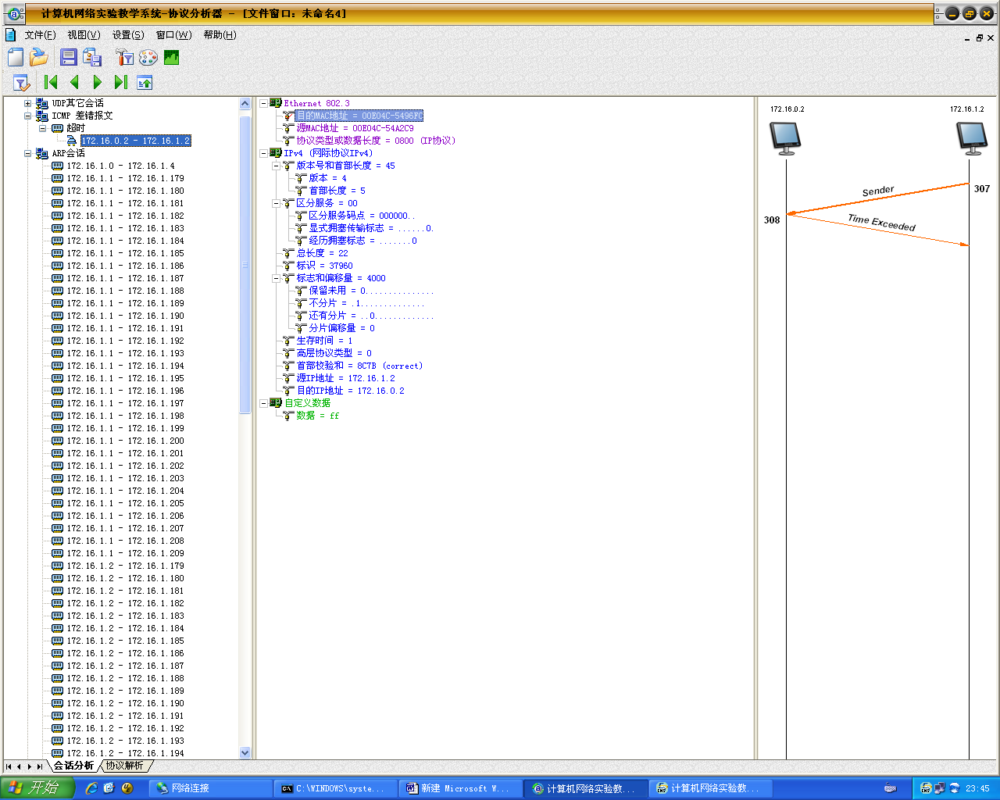 计算机网络实验教学系统-协议分析器 - [文件窗口: 未命名4]
文件(F) 视图(V) 设置(S) 窗口(W) 帮助(H)
UDP其它会话
ICMP 差错报文
超时
172.16.0.2 - 172.16.1.2
ARP会话
172.16.1.0 - 172.16.1.4
172.16.1.1 - 172.16.1.179
172.16.1.1 - 172.16.1.180
172.16.1.1 - 172.16.1.181
172.16.1.1 - 172.16.1.182
172.16.1.1 - 172.16.1.183
172.16.1.1 - 172.16.1.184
172.16.1.1 - 172.16.1.185
172.16.1.1 - 172.16.1.186
172.16.1.1 - 172.16.1.187
172.16.1.1 - 172.16.1.188
172.16.1.1 - 172.16.1.189
172.16.1.1 - 172.16.1.190
172.16.1.1 - 172.16.1.191
172.16.1.1 - 172.16.1.192
172.16.1.1 - 172.16.1.193
172.16.1.1 - 172.16.1.194
172.16.1.1 - 172.16.1.195
172.16.1.1 - 172.16.1.196
172.16.1.1 - 172.16.1.197
172.16.1.1 - 172.16.1.198
172.16.1.1 - 172.16.1.199
172.16.1.1 - 172.16.1.200
172.16.1.1 - 172.16.1.201
172.16.1.1 - 172.16.1.202
172.16.1.1 - 172.16.1.203
172.16.1.1 - 172.16.1.204
172.16.1.1 - 172.16.1.205
172.16.1.1 - 172.16.1.206
172.16.1.1 - 172.16.1.207
172.16.1.1 - 172.16.1.208
172.16.1.1 - 172.16.1.209
172.16.1.2 - 172.16.1.179
172.16.1.2 - 172.16.1.180
172.16.1.2 - 172.16.1.181
172.16.1.2 - 172.16.1.182
172.16.1.2 - 172.16.1.183
172.16.1.2 - 172.16.1.184
172.16.1.2 - 172.16.1.185
172.16.1.2 - 172.16.1.186
172.16.1.2 - 172.16.1.187
172.16.1.2 - 172.16.1.188
172.16.1.2 - 172.16.1.189
172.16.1.2 - 172.16.1.190
172.16.1.2 - 172.16.1.191
172.16.1.2 - 172.16.1.192
172.16.1.2 - 172.16.1.193
172.16.1.2 - 172.16.1.194
会话分析 协议解析
Ethernet 802.3
目的MAC地址 = 00E04C-5496FC
源MAC地址 = 00E04C-54A2C9
协议类型或数据长度 = 0800 (IP协议)
IPv4 (网际协议IPv4)
版本号和首部长度 = 45
版本 = 4
首部长度 = 5
区分服务 = 00
区分服务码点 = 000000..
显式拥塞传输标志 = ......0.
经历拥塞标志 = .......0
总长度 = 22
标识 = 37960
标志和偏移量 = 4000
保留未用 = 0...............
不分片 = .1..............
还有分片 = ..0.............
分片偏移量 = 0
生存时间 = 1
高层协议类型 = 0
首部校验和 = 8C7B (correct)
源IP地址 = 172.16.1.2
目的IP地址 = 172.16.0.2
自定义数据
数据 = ff
172.16.0.2 172.16.1.2
Sender 307
308 Time Exceeded
开始 网络连接 C:\WINDOWS\syste... 新建 Microsoft W... 计算机网络实验教... 计算机网络实验教... 23:45